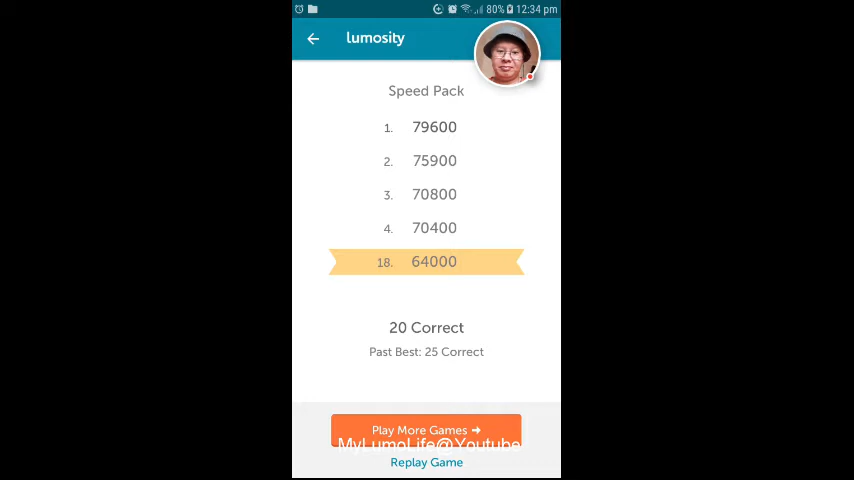 80% 12:34 pm
lumosity
Speed Pack
1. 79600
2. 75900
3. 70800
4. 70400
18. 64000
20 Correct
Past Best: 25 Correct
Play More Games ➜
MyLumoLife@Youtube
Replay Game